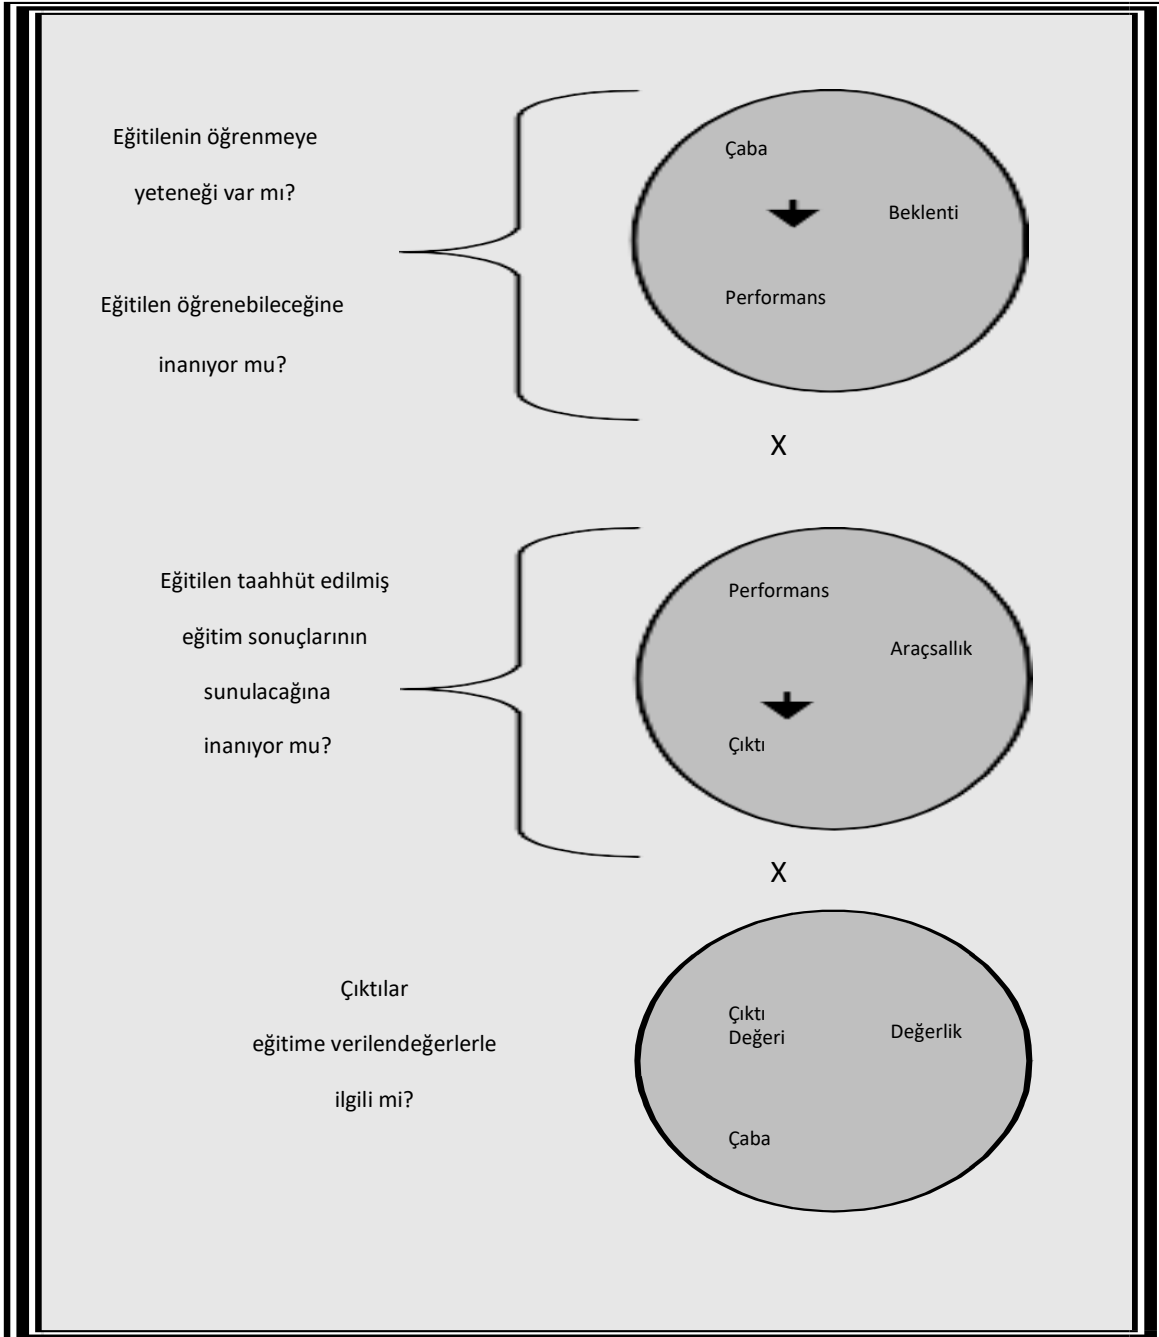 Eğitilenin öğrenmeye
yeteneği var mı?
Eğitilen öğrenebileceğine
inanıyor mu?
Çaba
Beklenti
Performans
X
Eğitilen taahhüt edilmiş
eğitim sonuçlarının
sunulacağına
inanıyor mu?
Performans
Araçsallık
Çıktı
X
Çıktılar
eğitime verilendeğerlerle
ilgili mi?
Çıktı
Değeri
Değerlik
Çaba